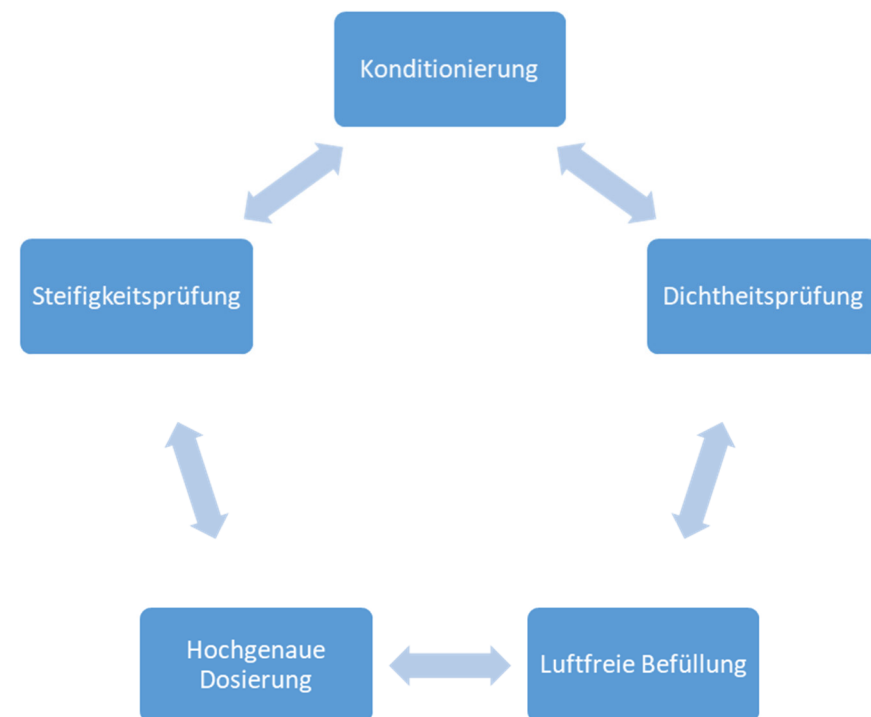 Konditionierung
Steifigkeitsprüfung
Dichtheitsprüfung
Hochgenaue
Dosierung
Luftfreie Befüllung